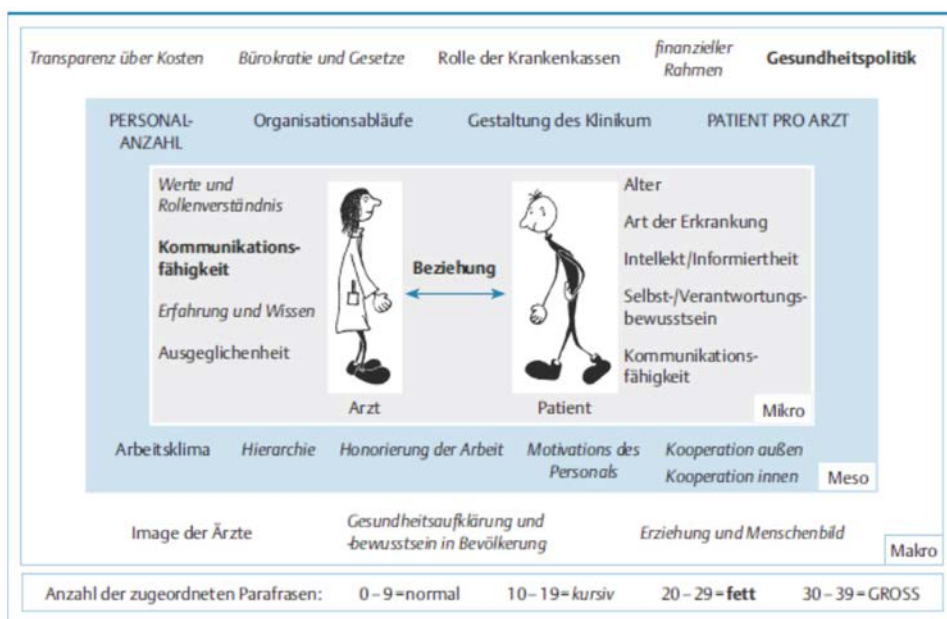 Transparenz über Kosten Bürokratie und Gesetze Rolle der Krankenkassen finanzieller Rahmen Gesundheitspolitik
PERSONAL-
ANZAHL
Organisationsabläufe
Gestaltung des Klinikum
PATIENT PRO ARZT
Werte und
Rollenverständnis
Kommunikations-
fähigkeit
Erfahrung und Wissen
Ausgeglichenheit
Arzt
Beziehung
Patient
Alter
Art der Erkrankung
Intellekt/Informiertheit
Selbst-/Verantwortungs-
bewusstsein
Kommunikations-
fähigkeit
Mikro
Arbeitsklima
Hierarchie
Honorierung der Arbeit
Motivations des
Personals
Kooperation außen
Kooperation innen
Meso
Image der Ärzte
Gesundheitsaufklärung und
-bewusstsein in Bevölkerung
Erziehung und Menschenbild
Makro
Anzahl der zugeordneten Parafrasen: 0–9=normal 10–19=kursiv 20–29=fett 30–39=GROSS